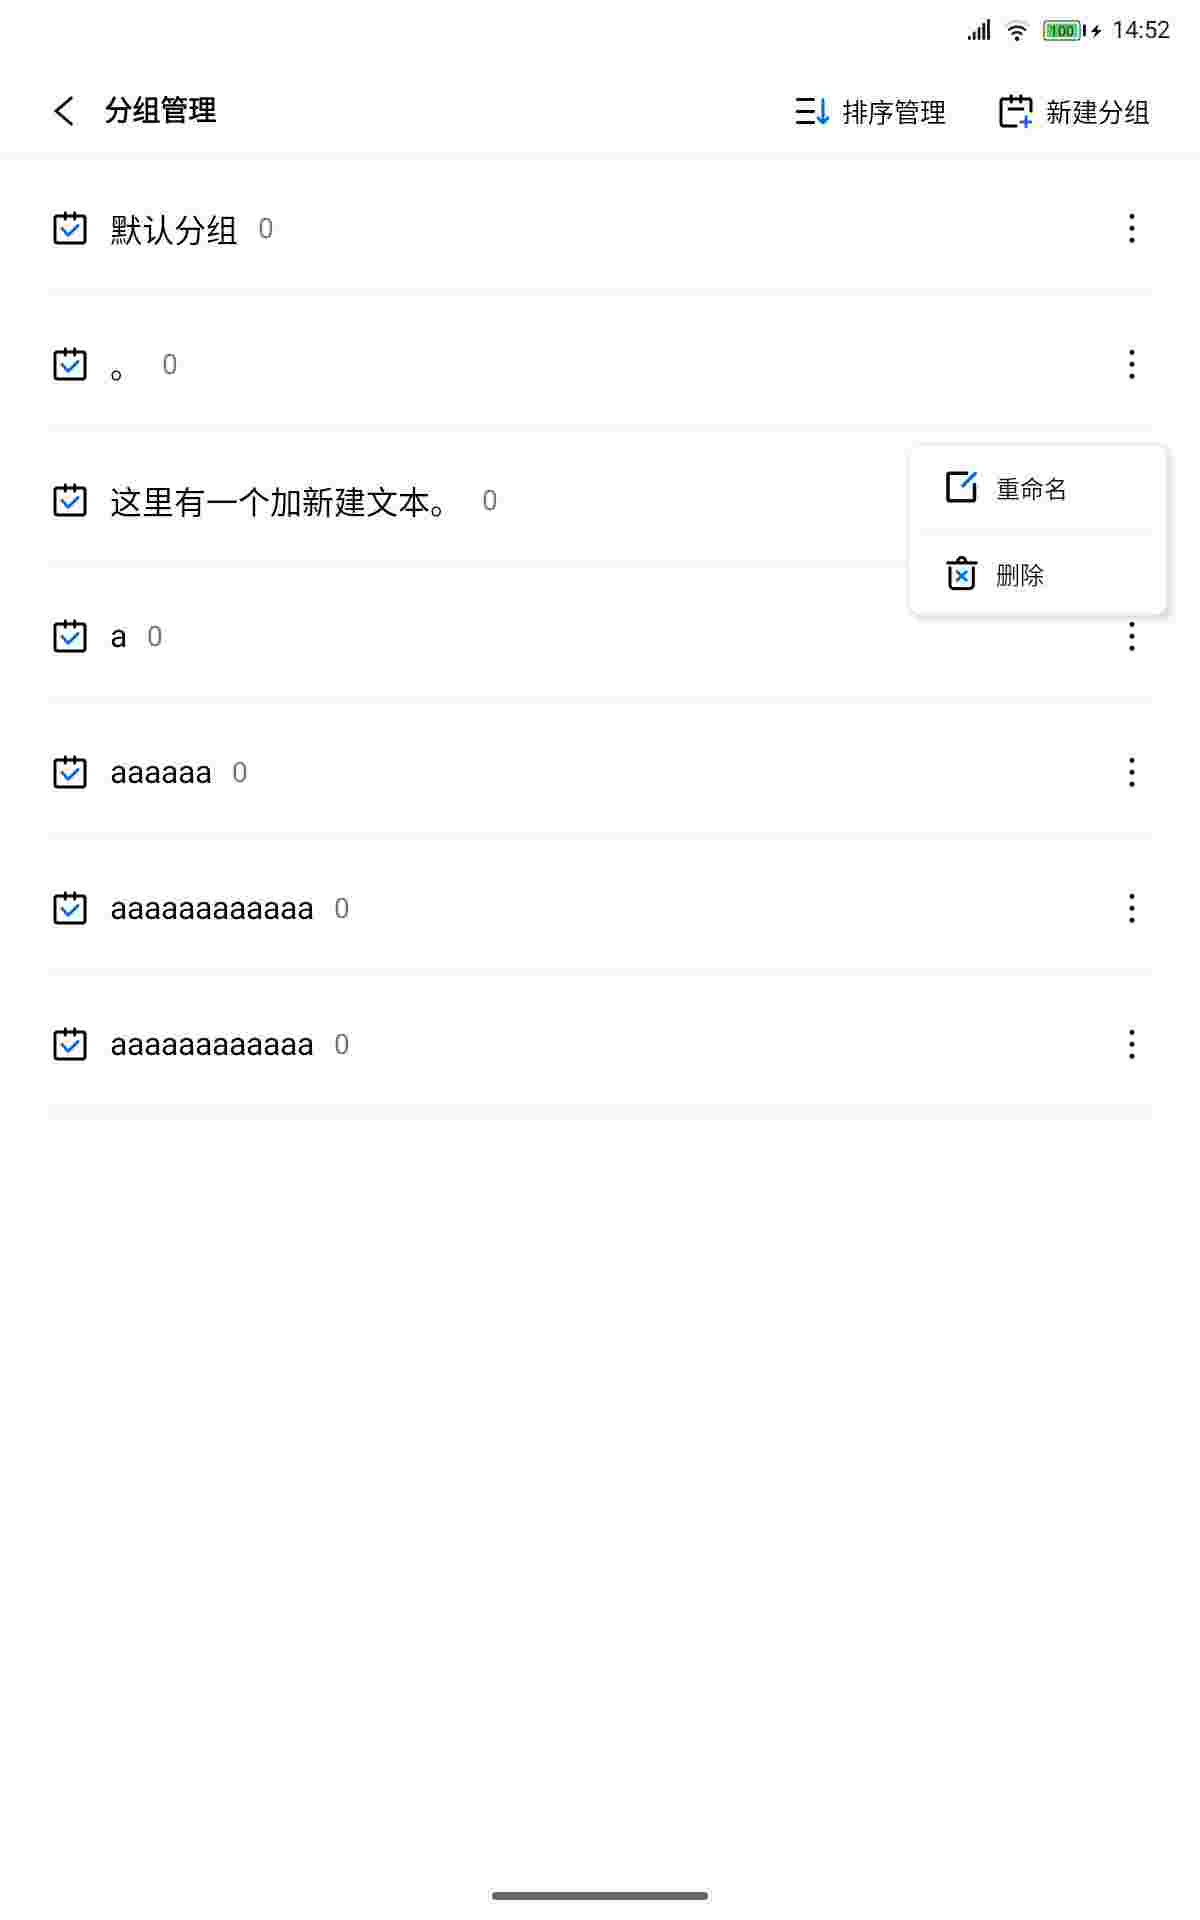 100 14:52
分组管理 排序管理 新建分组
默认分组 0
。 0
这里有一个加新建文本。 0
重命名
删除
a 0
aaaaaa 0
aaaaaaaaaaaa 0
aaaaaaaaaaaa 0